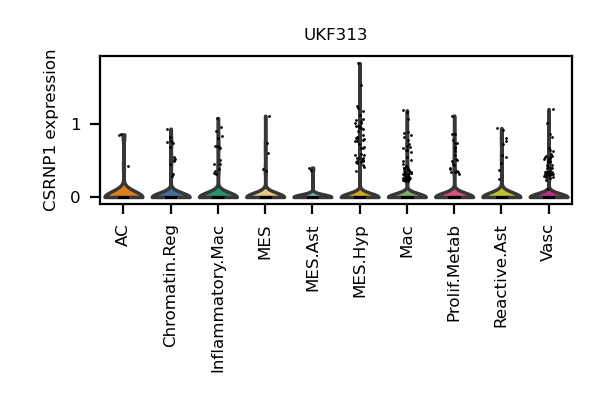 UKF313
CSRNP1 expression
1
0
AC
Chromatin.Reg
Inflammatory.Mac
MES
MES.Ast
MES.Hyp
Mac
Prolif.Metab
Reactive.Ast
Vasc